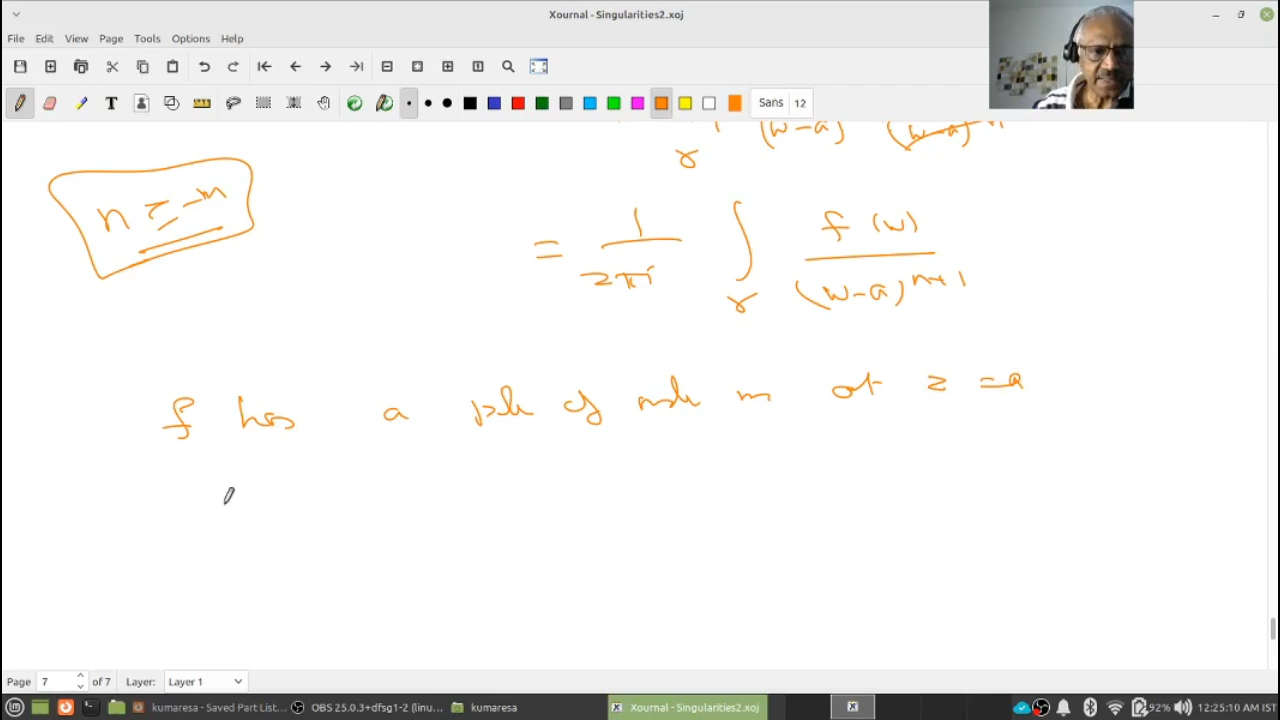 Xournal - Singularities2.xoj
File Edit View Page Tools Options Help
Sans 12
γ (w-a)
n ≥ -m
= 1/2πi ∫γ f(w)/(w-a)^n+1
f has a pole of order m at z = a
Page 7 of 7 Layer: Layer 1
kumaresa - Saved Part List... OBS 25.0.3+dfsg1-2 (linu... kumaresa Xournal - Singularities2.xoj 92% 12:25:10 AM IST